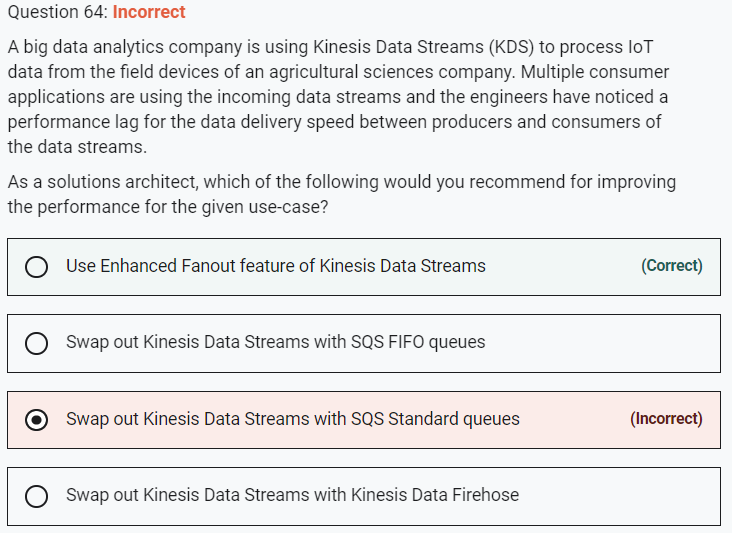 Question 64: Incorrect
A big data analytics company is using Kinesis Data Streams (KDS) to process IoT
data from the field devices of an agricultural sciences company. Multiple consumer
applications are using the incoming data streams and the engineers have noticed a
performance lag for the data delivery speed between producers and consumers of
the data streams.
As a solutions architect, which of the following would you recommend for improving
the performance for the given use-case?
Use Enhanced Fanout feature of Kinesis Data Streams (Correct)
Swap out Kinesis Data Streams with SQS FIFO queues
Swap out Kinesis Data Streams with SQS Standard queues (Incorrect)
Swap out Kinesis Data Streams with Kinesis Data Firehose